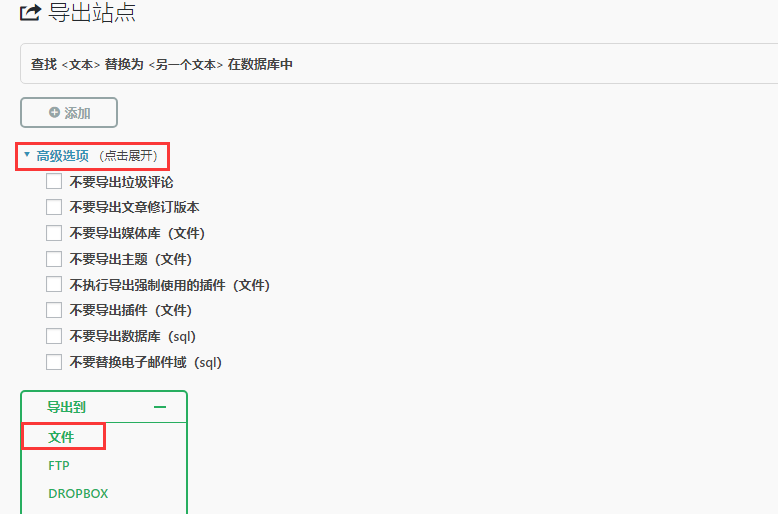 导出站点
查找 <文本> 替换为 <另一个文本> 在数据库中
添加
高级选项 (点击展开)
不要导出垃圾评论
不要导出文章修订版本
不要导出媒体库（文件）
不要导出主题（文件）
不执行导出强制使用的插件（文件）
不要导出插件（文件）
不要导出数据库（sql）
不要替换电子邮件域（sql）
导出到
文件
FTP
DROPBOX